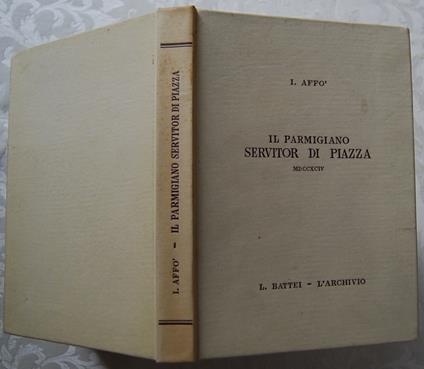 I. AFFO' – IL PARMIGIANO SERVITOR DI PIAZZA
I. AFFO'
IL PARMIGIANO
SERVITOR DI PIAZZA
MDCCXCIV
L. BATTEI – L'ARCHIVIO